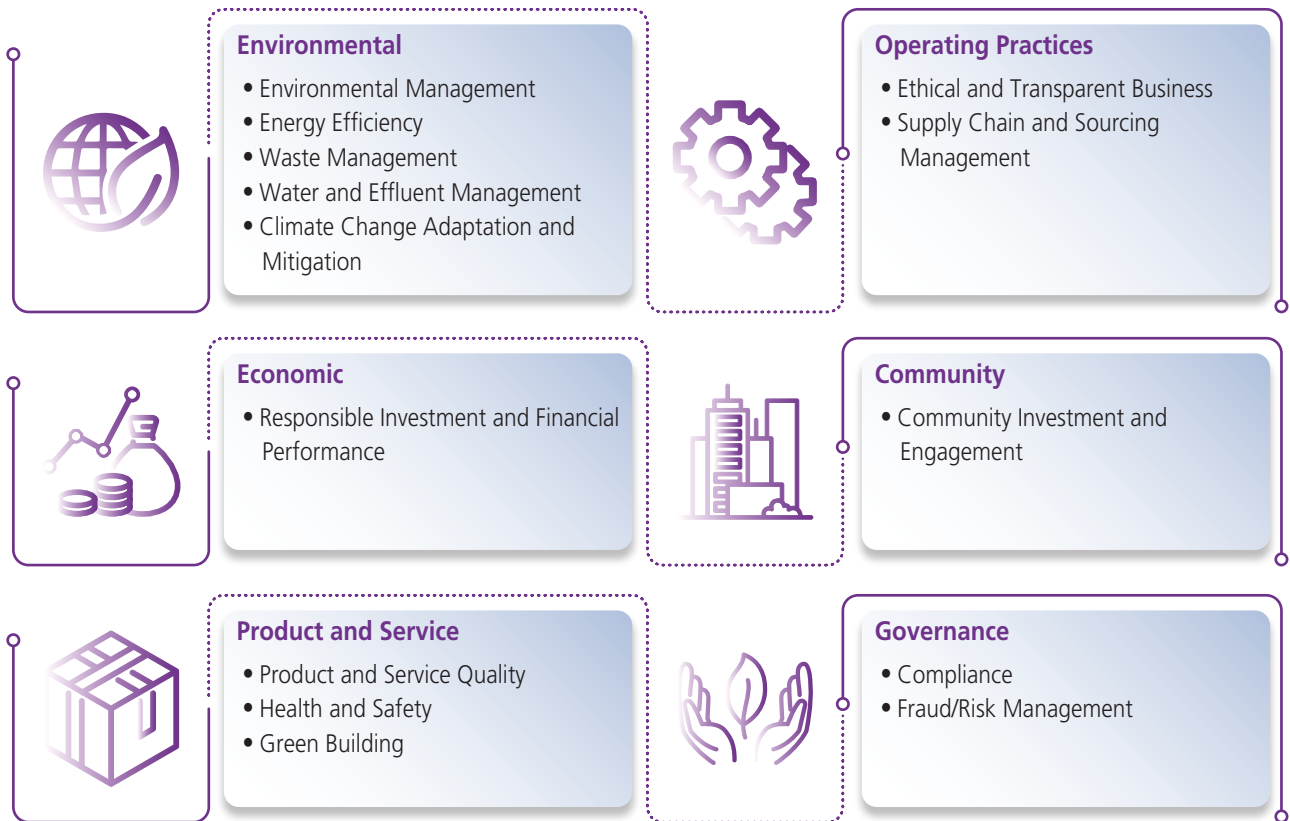 Environmental
• Environmental Management
• Energy Efficiency
• Waste Management
• Water and Effluent Management
• Climate Change Adaptation and
Mitigation
Operating Practices
• Ethical and Transparent Business
• Supply Chain and Sourcing
Management
Economic
• Responsible Investment and Financial
Performance
Community
• Community Investment and
Engagement
Product and Service
• Product and Service Quality
• Health and Safety
• Green Building
Governance
• Compliance
• Fraud/Risk Management